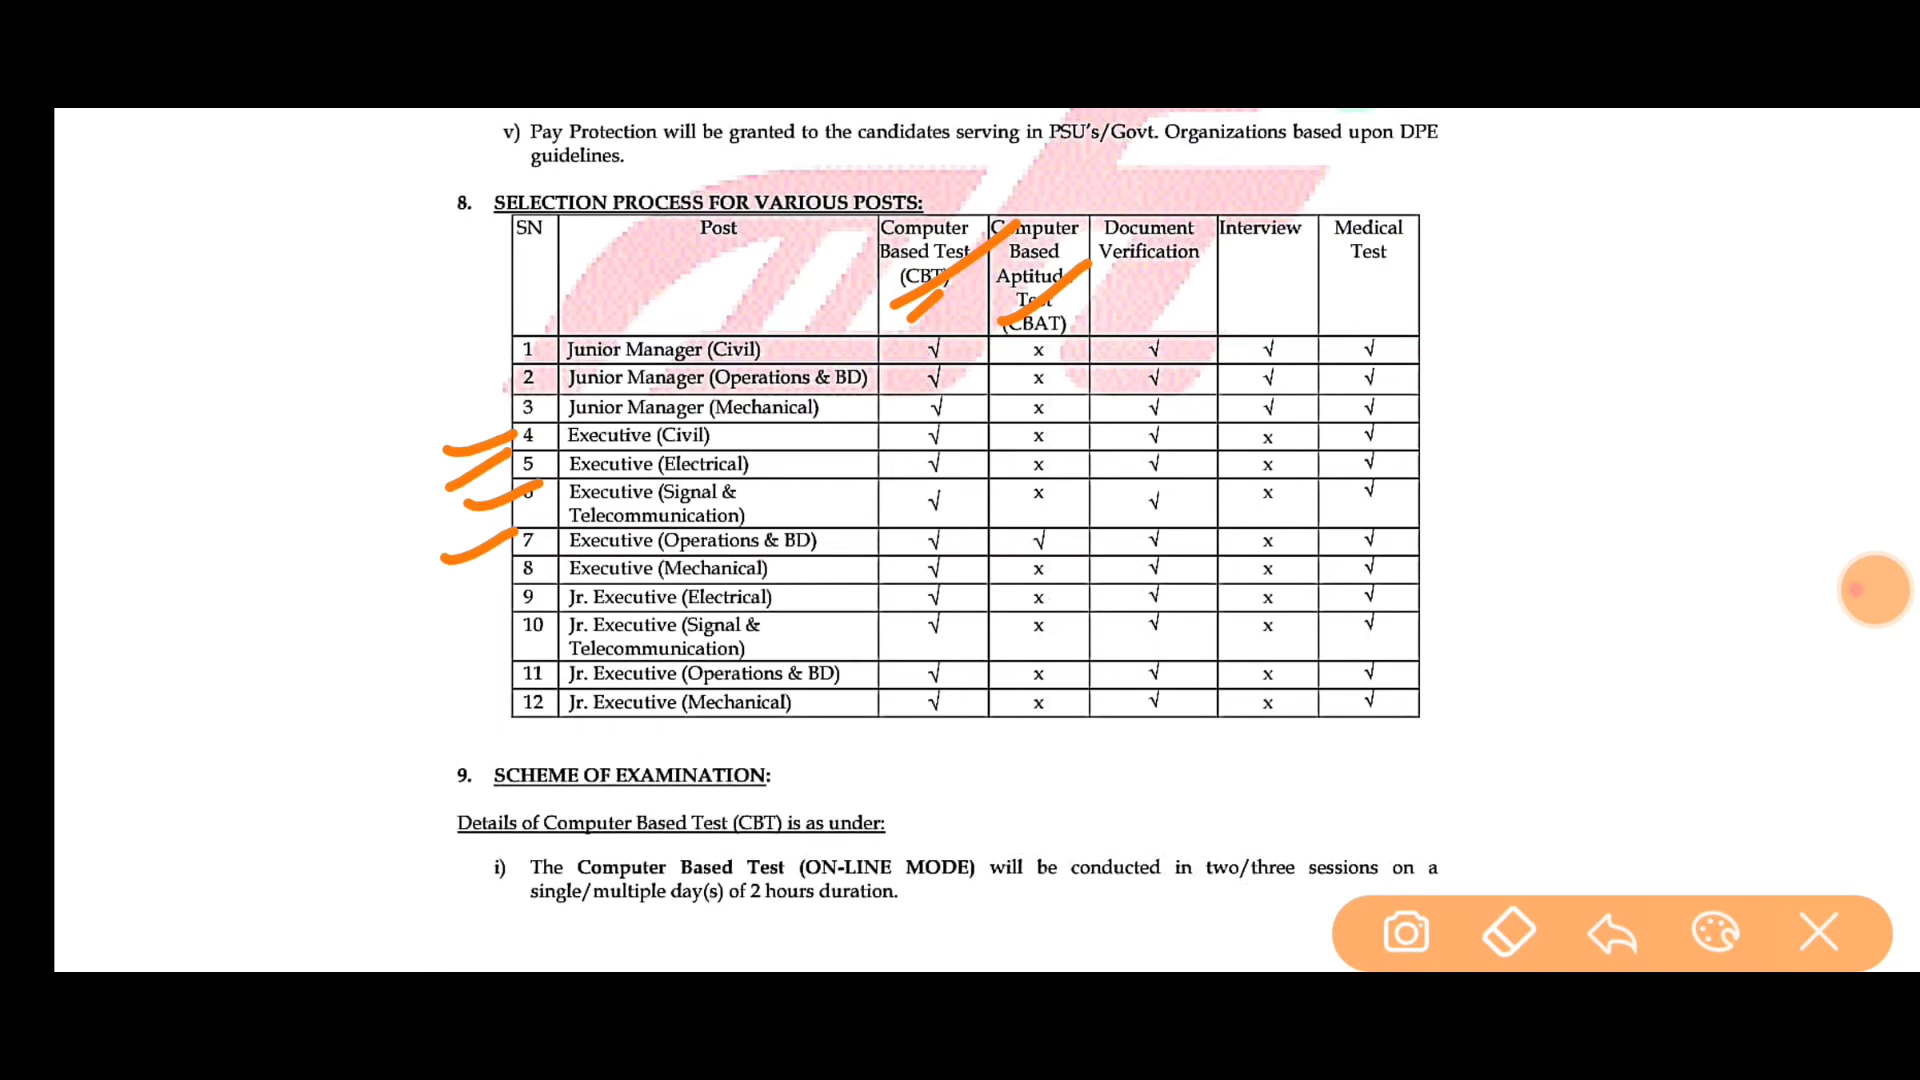 v) Pay Protection will be granted to the candidates serving in PSU's/Govt. Organizations based upon DPE
guidelines.
8. SELECTION PROCESS FOR VARIOUS POSTS:
SN Post Computer Based Test (CBT) Computer Based Aptitude Test (CBAT) Document Verification Interview Medical Test
1 Junior Manager (Civil) √ x √ √ √
2 Junior Manager (Operations & BD) √ x √ √ √
3 Junior Manager (Mechanical) √ x √ √ √
4 Executive (Civil) √ x √ x √
5 Executive (Electrical) √ x √ x √
6 Executive (Signal & Telecommunication) √ x √ x √
7 Executive (Operations & BD) √ √ √ x √
8 Executive (Mechanical) √ x √ x √
9 Jr. Executive (Electrical) √ x √ x √
10 Jr. Executive (Signal & Telecommunication) √ x √ x √
11 Jr. Executive (Operations & BD) √ x √ x √
12 Jr. Executive (Mechanical) √ x √ x √
9. SCHEME OF EXAMINATION:
Details of Computer Based Test (CBT) is as under:
i) The Computer Based Test (ON-LINE MODE) will be conducted in two/three sessions on a
single/multiple day(s) of 2 hours duration.